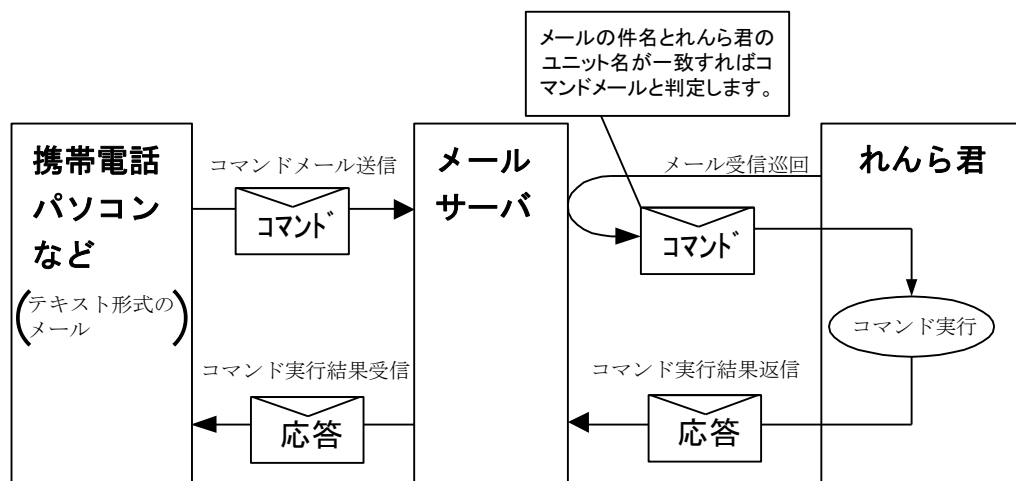 メールの件名とれんら君の
ユニット名が一致すればコ
マンドメールと判定します。
携帯電話
パソコン
など
テキスト形式の
メール
コマンドメール送信
コマンド
メール
サーバ
メール受信巡回
コマンド
れんら君
コマンド実行
コマンド実行結果受信
応答
コマンド実行結果返信
応答